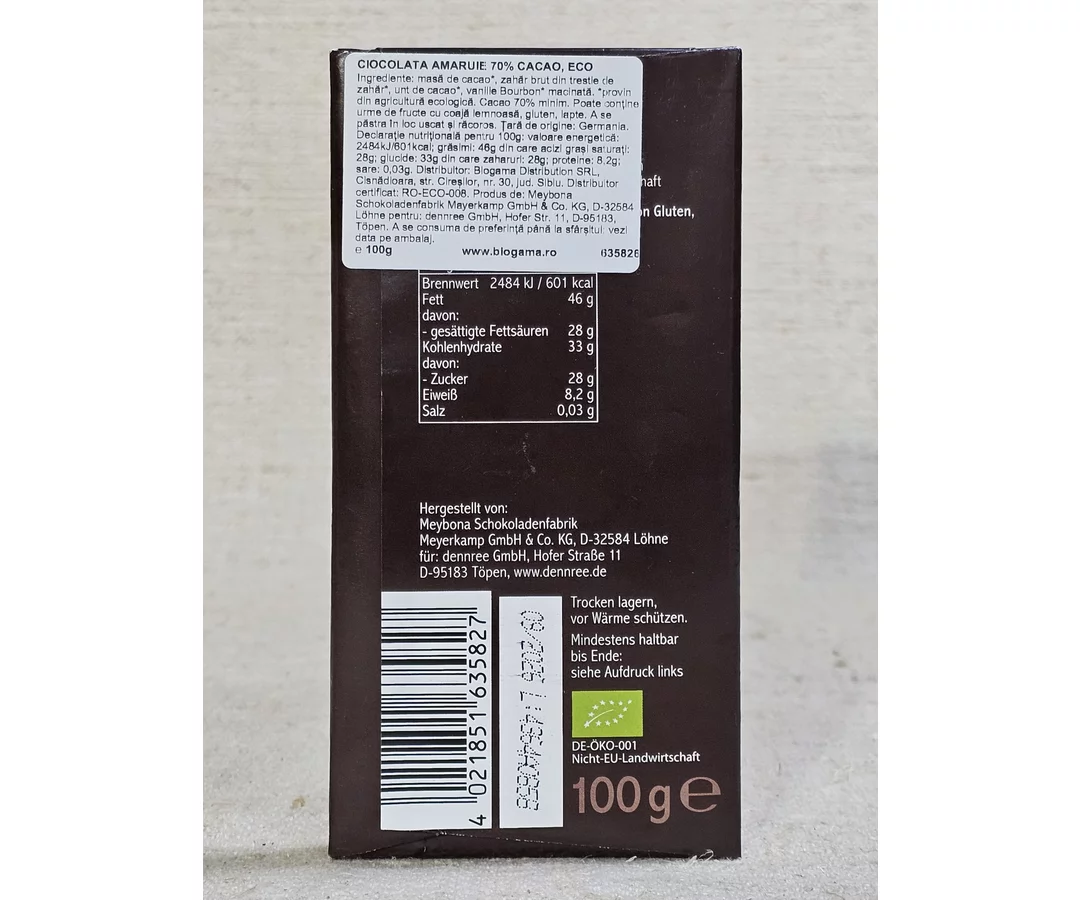 CIOCOLATA AMARUIE 70% CACAO, ECO
Ingrediente: masă de cacao*, zahăr brut din trestie de
zahăr*, unt de cacao*, vanilie Bourbon* macinată. *provin
din agricultură ecologică. Cacao 70% minim. Poate conține
urme de fructe cu coajă lemnoasă, gluten, lapte. A se
păstra în loc uscat și răcoros. Țară de origine: Germania.
Declarație nutrițională pentru 100g: valoare energetică:
2484kJ/601kcal; grăsimi: 46g din care acizi grași saturați:
28g; glucide: 33g din care zaharuri: 28g; proteine: 8,2g;
sare: 0,03g. Distribuitor: Biogama Distribution SRL,
Cisnădioara, str. Cireșilor, nr. 30, jud. Sibiu. Distribuitor
certificat: RO-ECO-008. Produs de: Meybona
Schokoladenfabrik Mayerkamp GmbH & Co. KG, D-32584
Löhne pentru: dennree GmbH, Hofer Str. 11, D-95183,
Töpen. A se consuma de preferință până la sfârșitul: vezi
data pe ambalaj.
e 100g www.biogama.ro 635826
haft
on Gluten,
Brennwert 2484 kJ / 601 kcal
Fett 46 g
davon:
- gesättigte Fettsäuren 28 g
Kohlenhydrate 33 g
davon:
- Zucker 28 g
Eiweiß 8,2 g
Salz 0,03 g
Hergestellt von:
Meybona Schokoladenfabrik
Meyerkamp GmbH & Co. KG, D-32584 Löhne
für: dennree GmbH, Hofer Straße 11
D-95183 Töpen, www.dennree.de
4 021851 635827
09/2026
Trocken lagern,
vor Wärme schützen.
Mindestens haltbar
bis Ende:
siehe Aufdruck links
DE-ÖKO-001
Nicht-EU-Landwirtschaft
100 g e